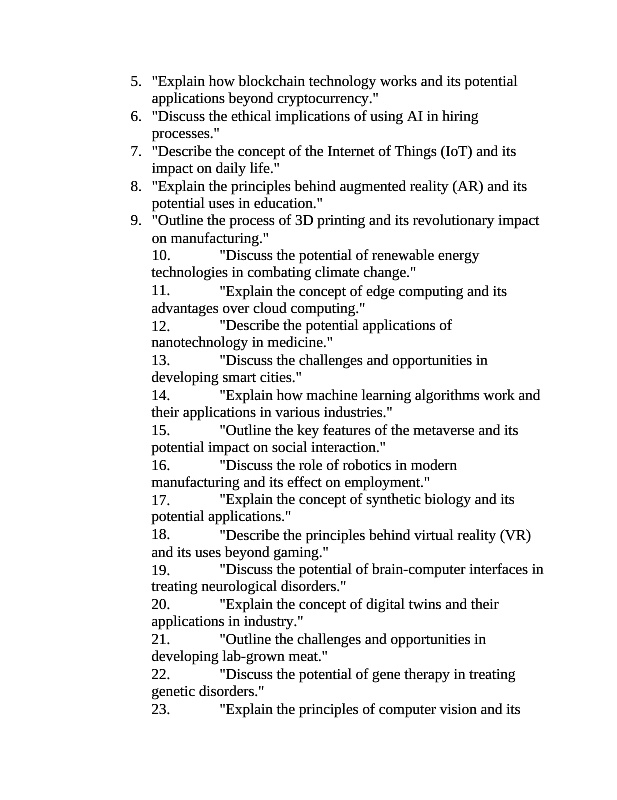 5. "Explain how blockchain technology works and its potential
applications beyond cryptocurrency."
6. "Discuss the ethical implications of using AI in hiring
processes."
7. "Describe the concept of the Internet of Things (IoT) and its
impact on daily life."
8. "Explain the principles behind augmented reality (AR) and its
potential uses in education."
9. "Outline the process of 3D printing and its revolutionary impact
on manufacturing."
10. "Discuss the potential of renewable energy
technologies in combating climate change."
11. "Explain the concept of edge computing and its
advantages over cloud computing."
12. "Describe the potential applications of
nanotechnology in medicine."
13. "Discuss the challenges and opportunities in
developing smart cities."
14. "Explain how machine learning algorithms work and
their applications in various industries."
15. "Outline the key features of the metaverse and its
potential impact on social interaction."
16. "Discuss the role of robotics in modern
manufacturing and its effect on employment."
17. "Explain the concept of synthetic biology and its
potential applications."
18. "Describe the principles behind virtual reality (VR)
and its uses beyond gaming."
19. "Discuss the potential of brain-computer interfaces in
treating neurological disorders."
20. "Explain the concept of digital twins and their
applications in industry."
21. "Outline the challenges and opportunities in
developing lab-grown meat."
22. "Discuss the potential of gene therapy in treating
genetic disorders."
23. "Explain the principles of computer vision and its